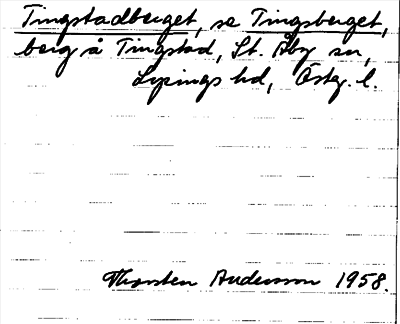 Tingstadberget, se Tingsberget,
berg å Tingstad, St. Åby sn,
Lysings hd, Östg. l.
Thorsten Andersson 1958.